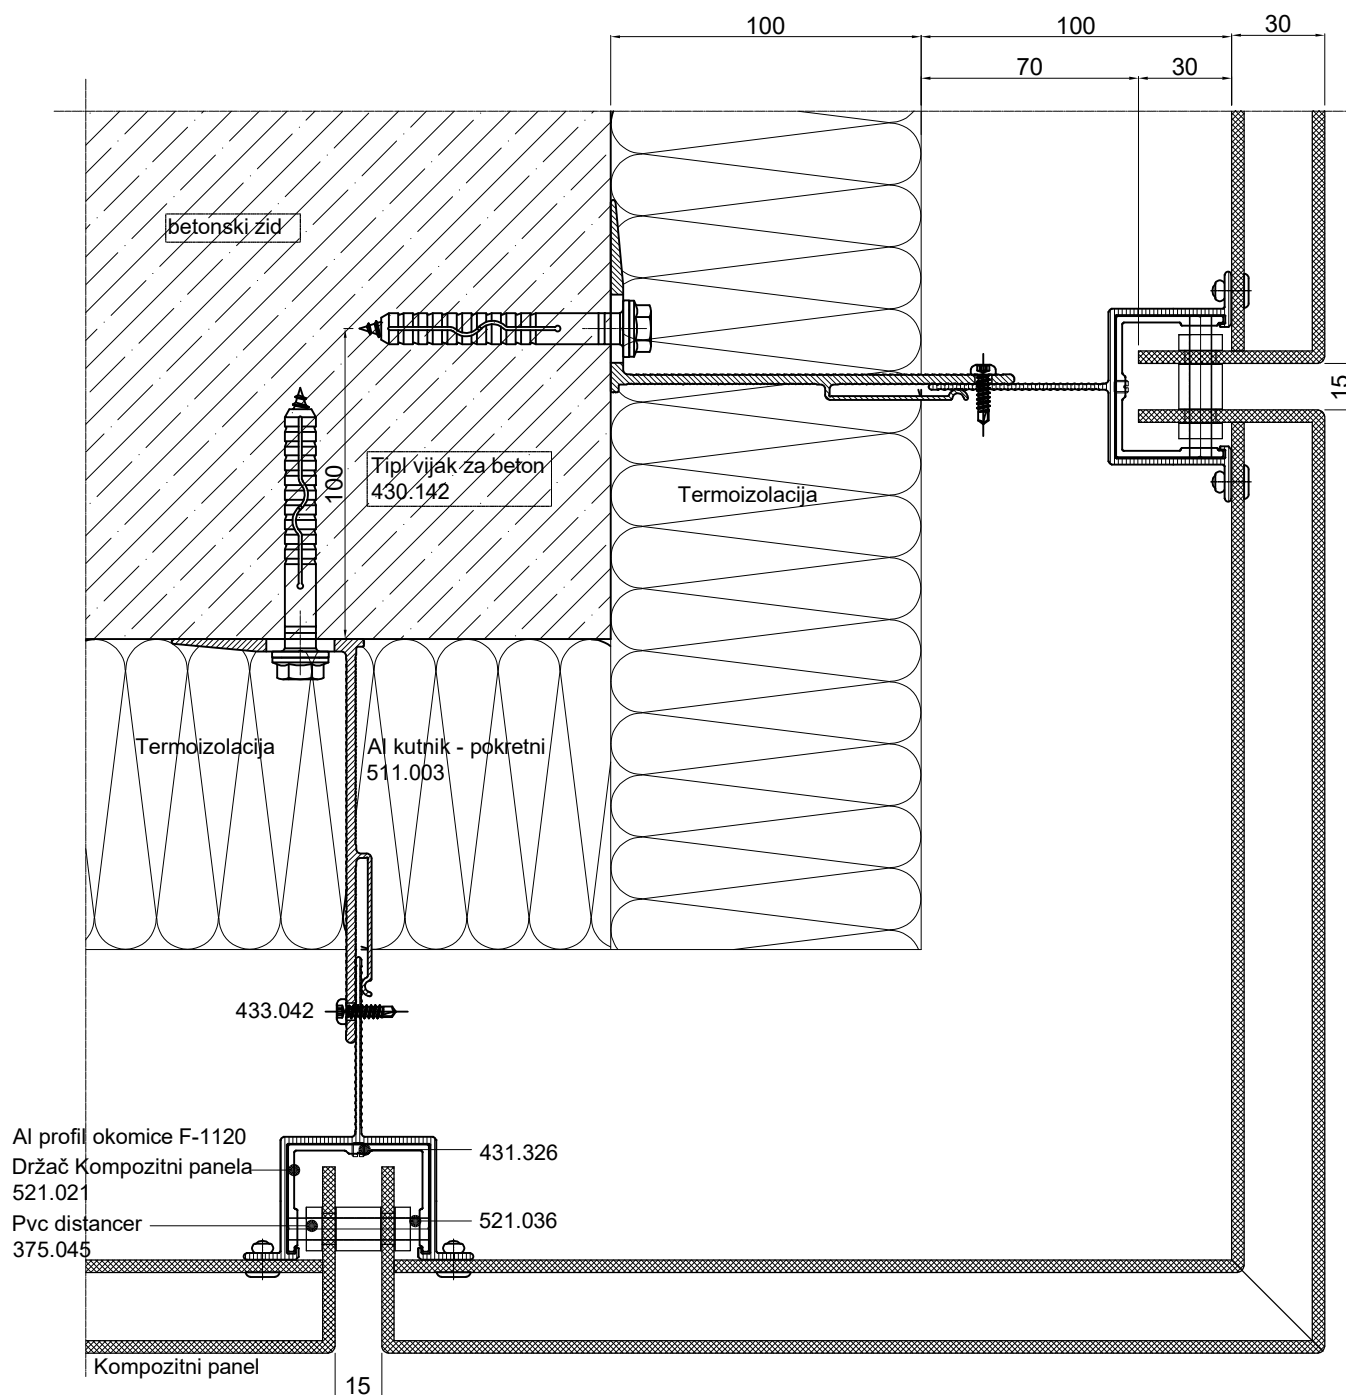 100
100
30
70
30
betonski zid
15
100
Tipl vijak za beton
430.142
Termoizolacija
Termoizolacija
Al kutnik - pokretni
511.003
433.042
Al profil okomice F-1120
Držač Kompozitni panela
521.021
Pvc distancer
375.045
431.326
521.036
Kompozitni panel
15